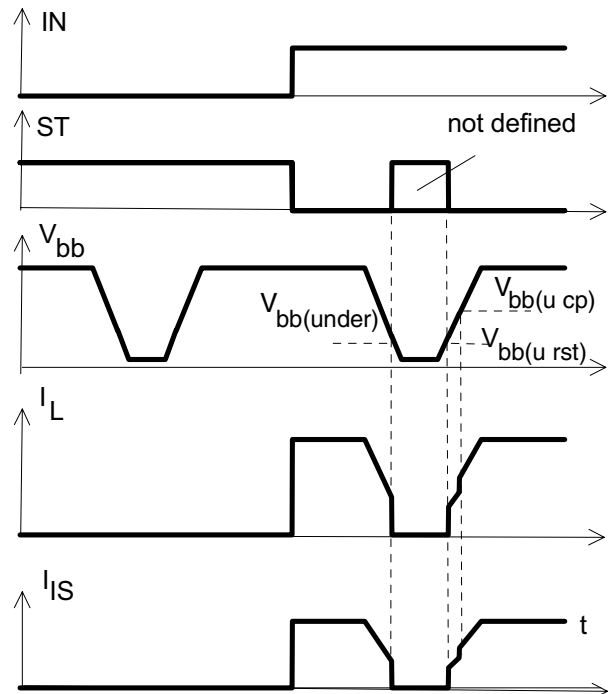 IN
ST
not defined
V bb
V bb(under)
V bb(u cp)
V bb(u rst)
I L
I IS
t